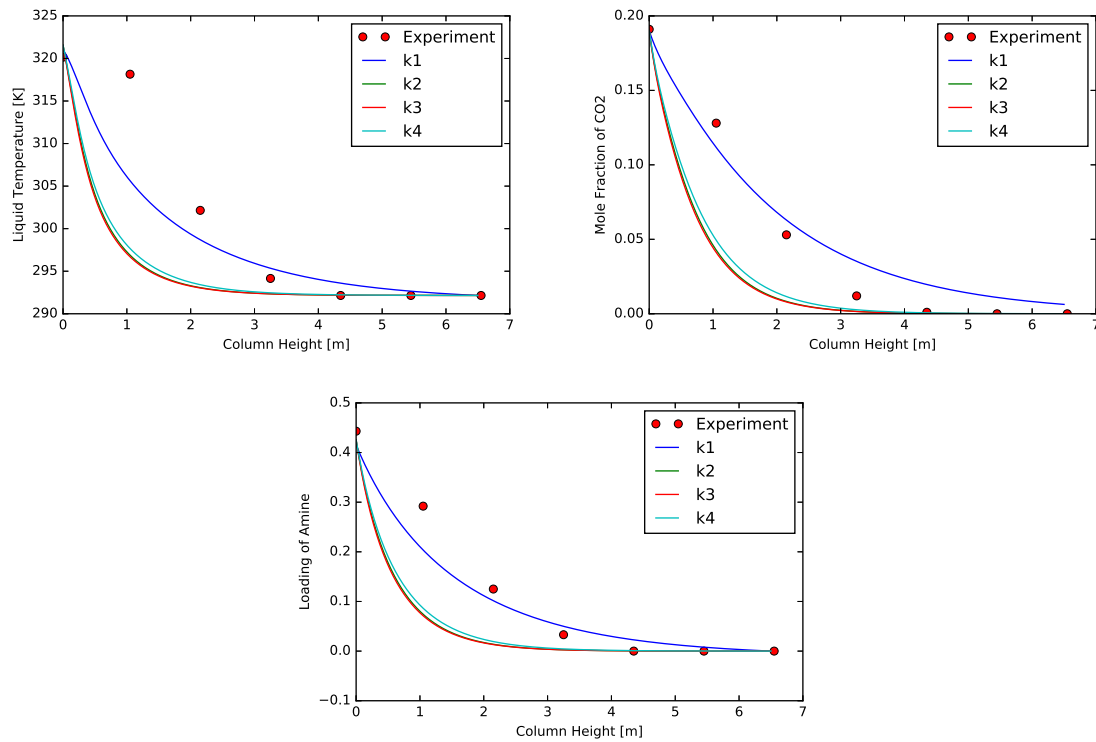 325
320
315
310
305
300
295
290
Liquid Temperature [K]
0 1 2 3 4 5 6 7
Column Height [m]
Experiment
k1
k2
k3
k4
0.20
0.15
0.10
0.05
0.00
Mole Fraction of CO2
0 1 2 3 4 5 6 7
Column Height [m]
Experiment
k1
k2
k3
k4
0.5
0.4
0.3
0.2
0.1
0.0
−0.1
Loading of Amine
0 1 2 3 4 5 6 7
Column Height [m]
Experiment
k1
k2
k3
k4